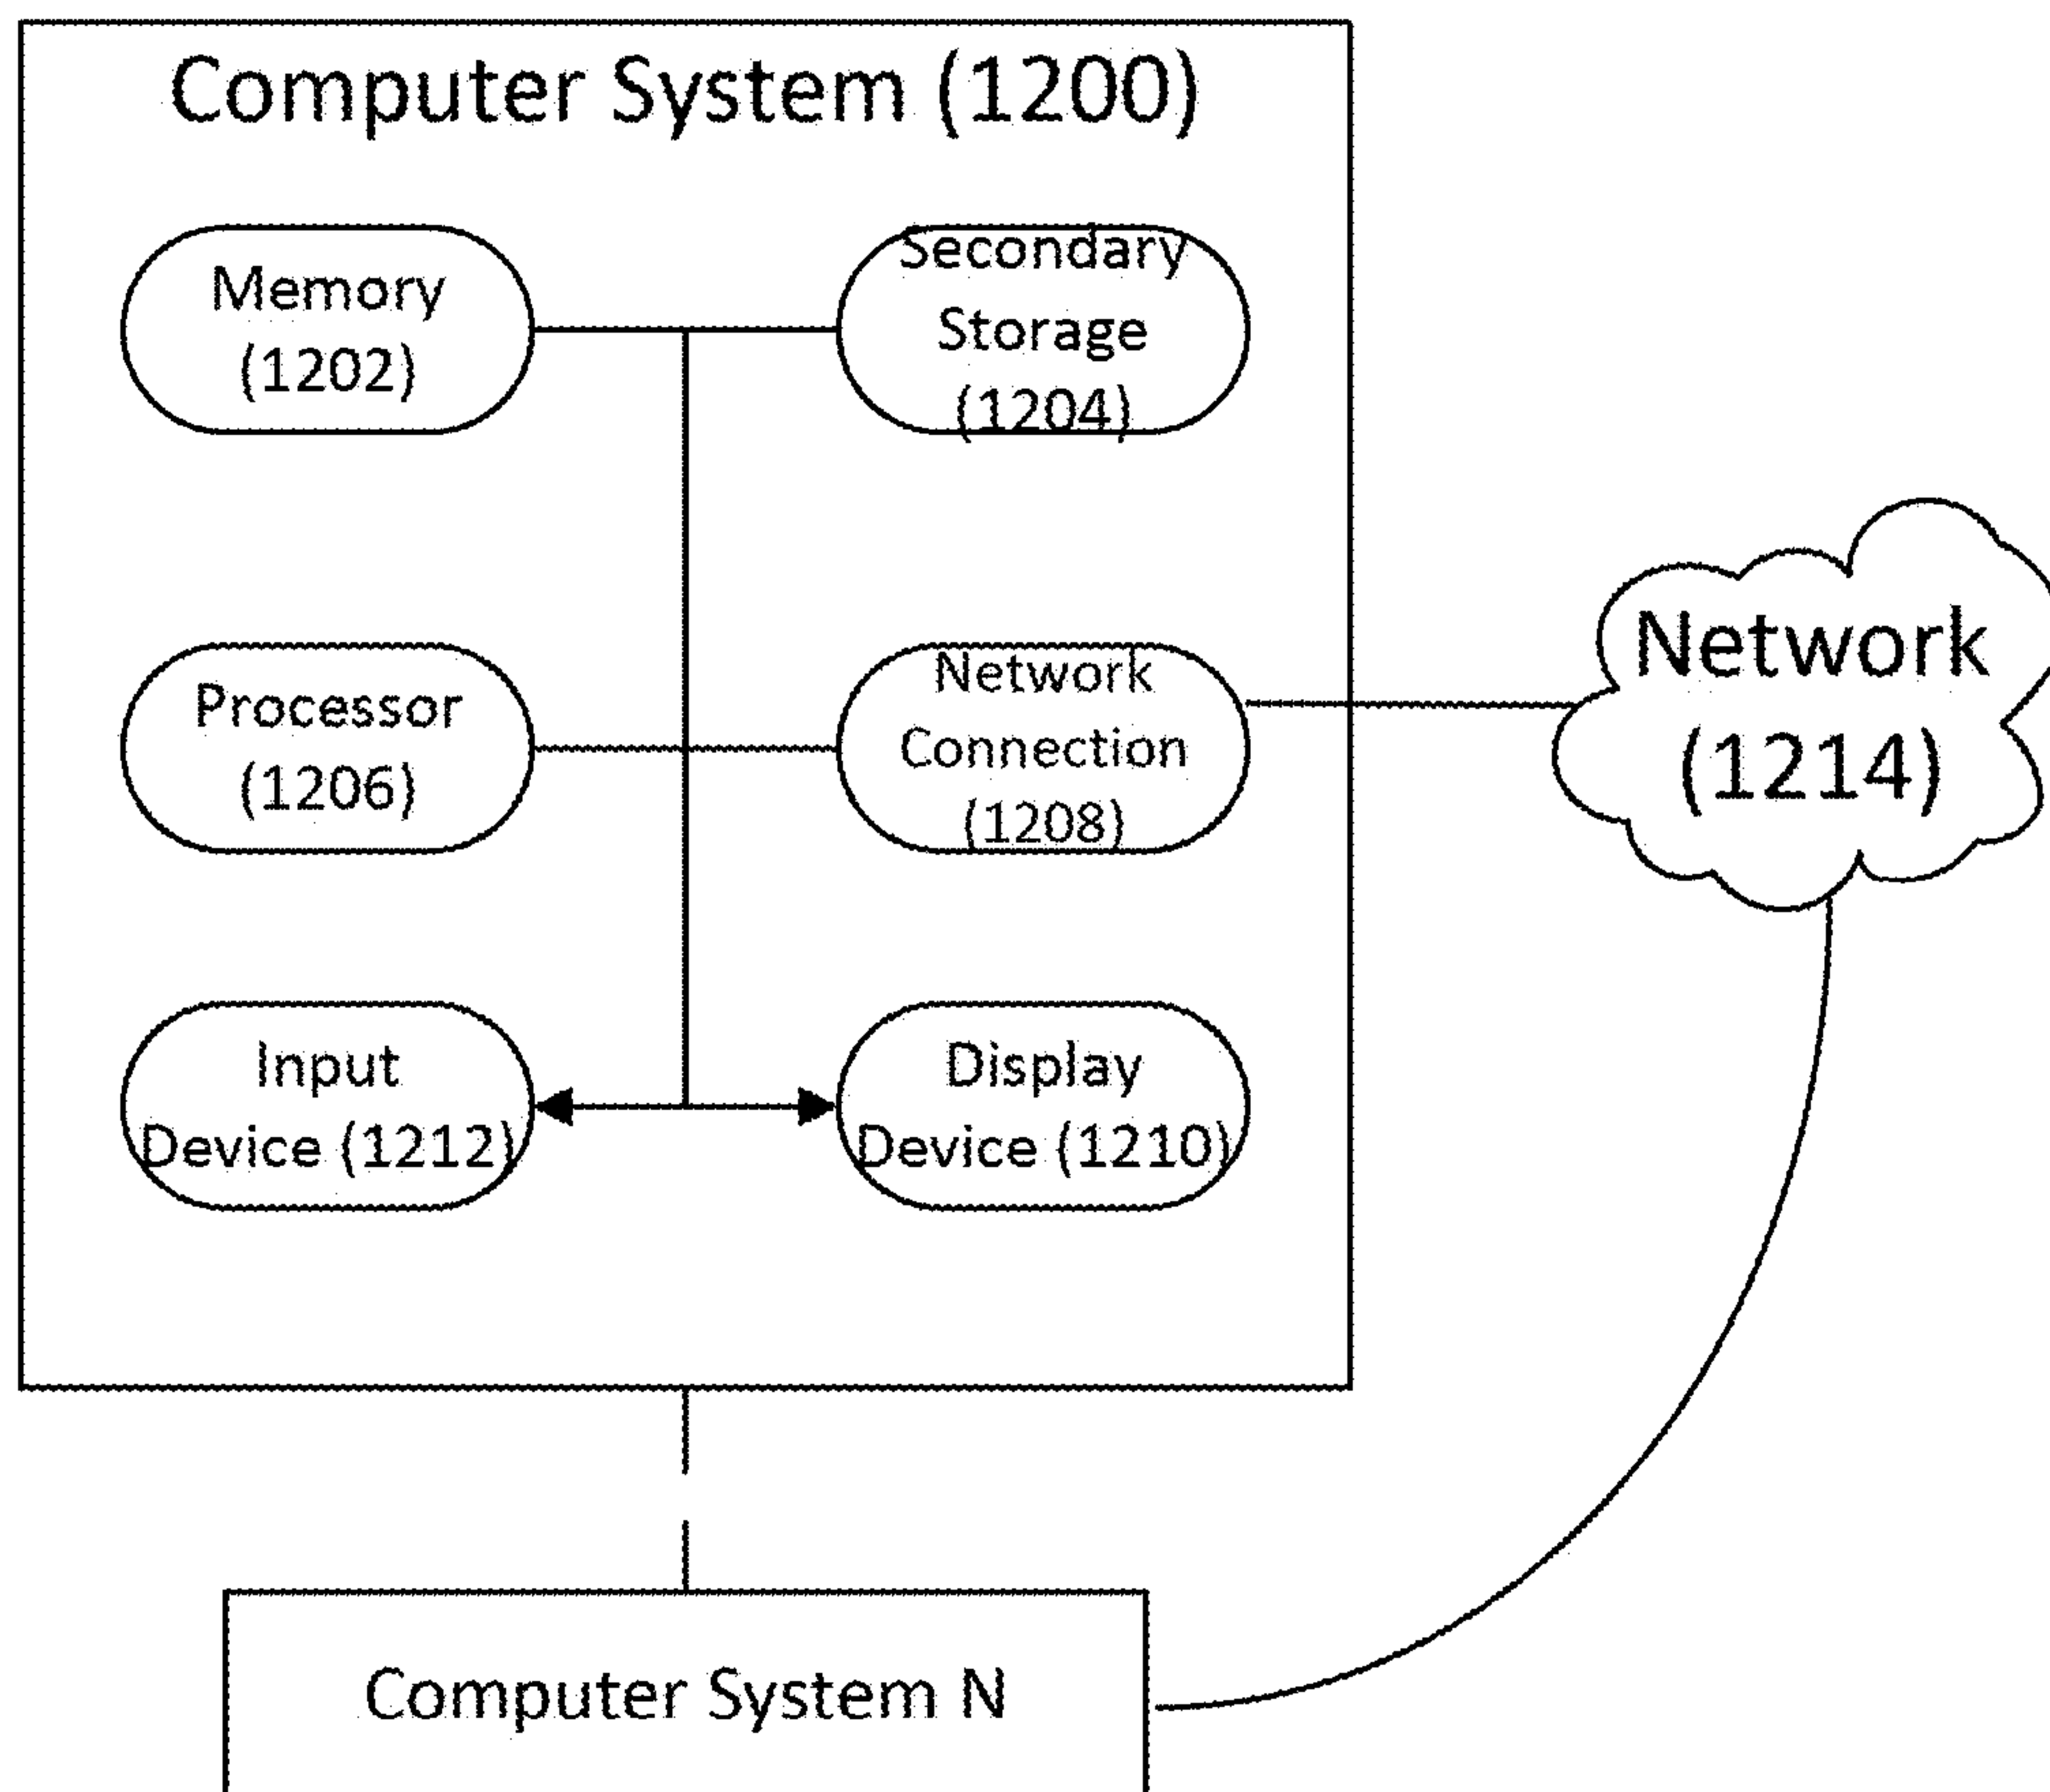 Computer System (1200)
Memory
(1202)
Secondary
Storage
(1204)
Processor
(1206)
Network
Connection
(1208)
Network
(1214)
Input
Device (1212)
Display
Device (1210)
Computer System N